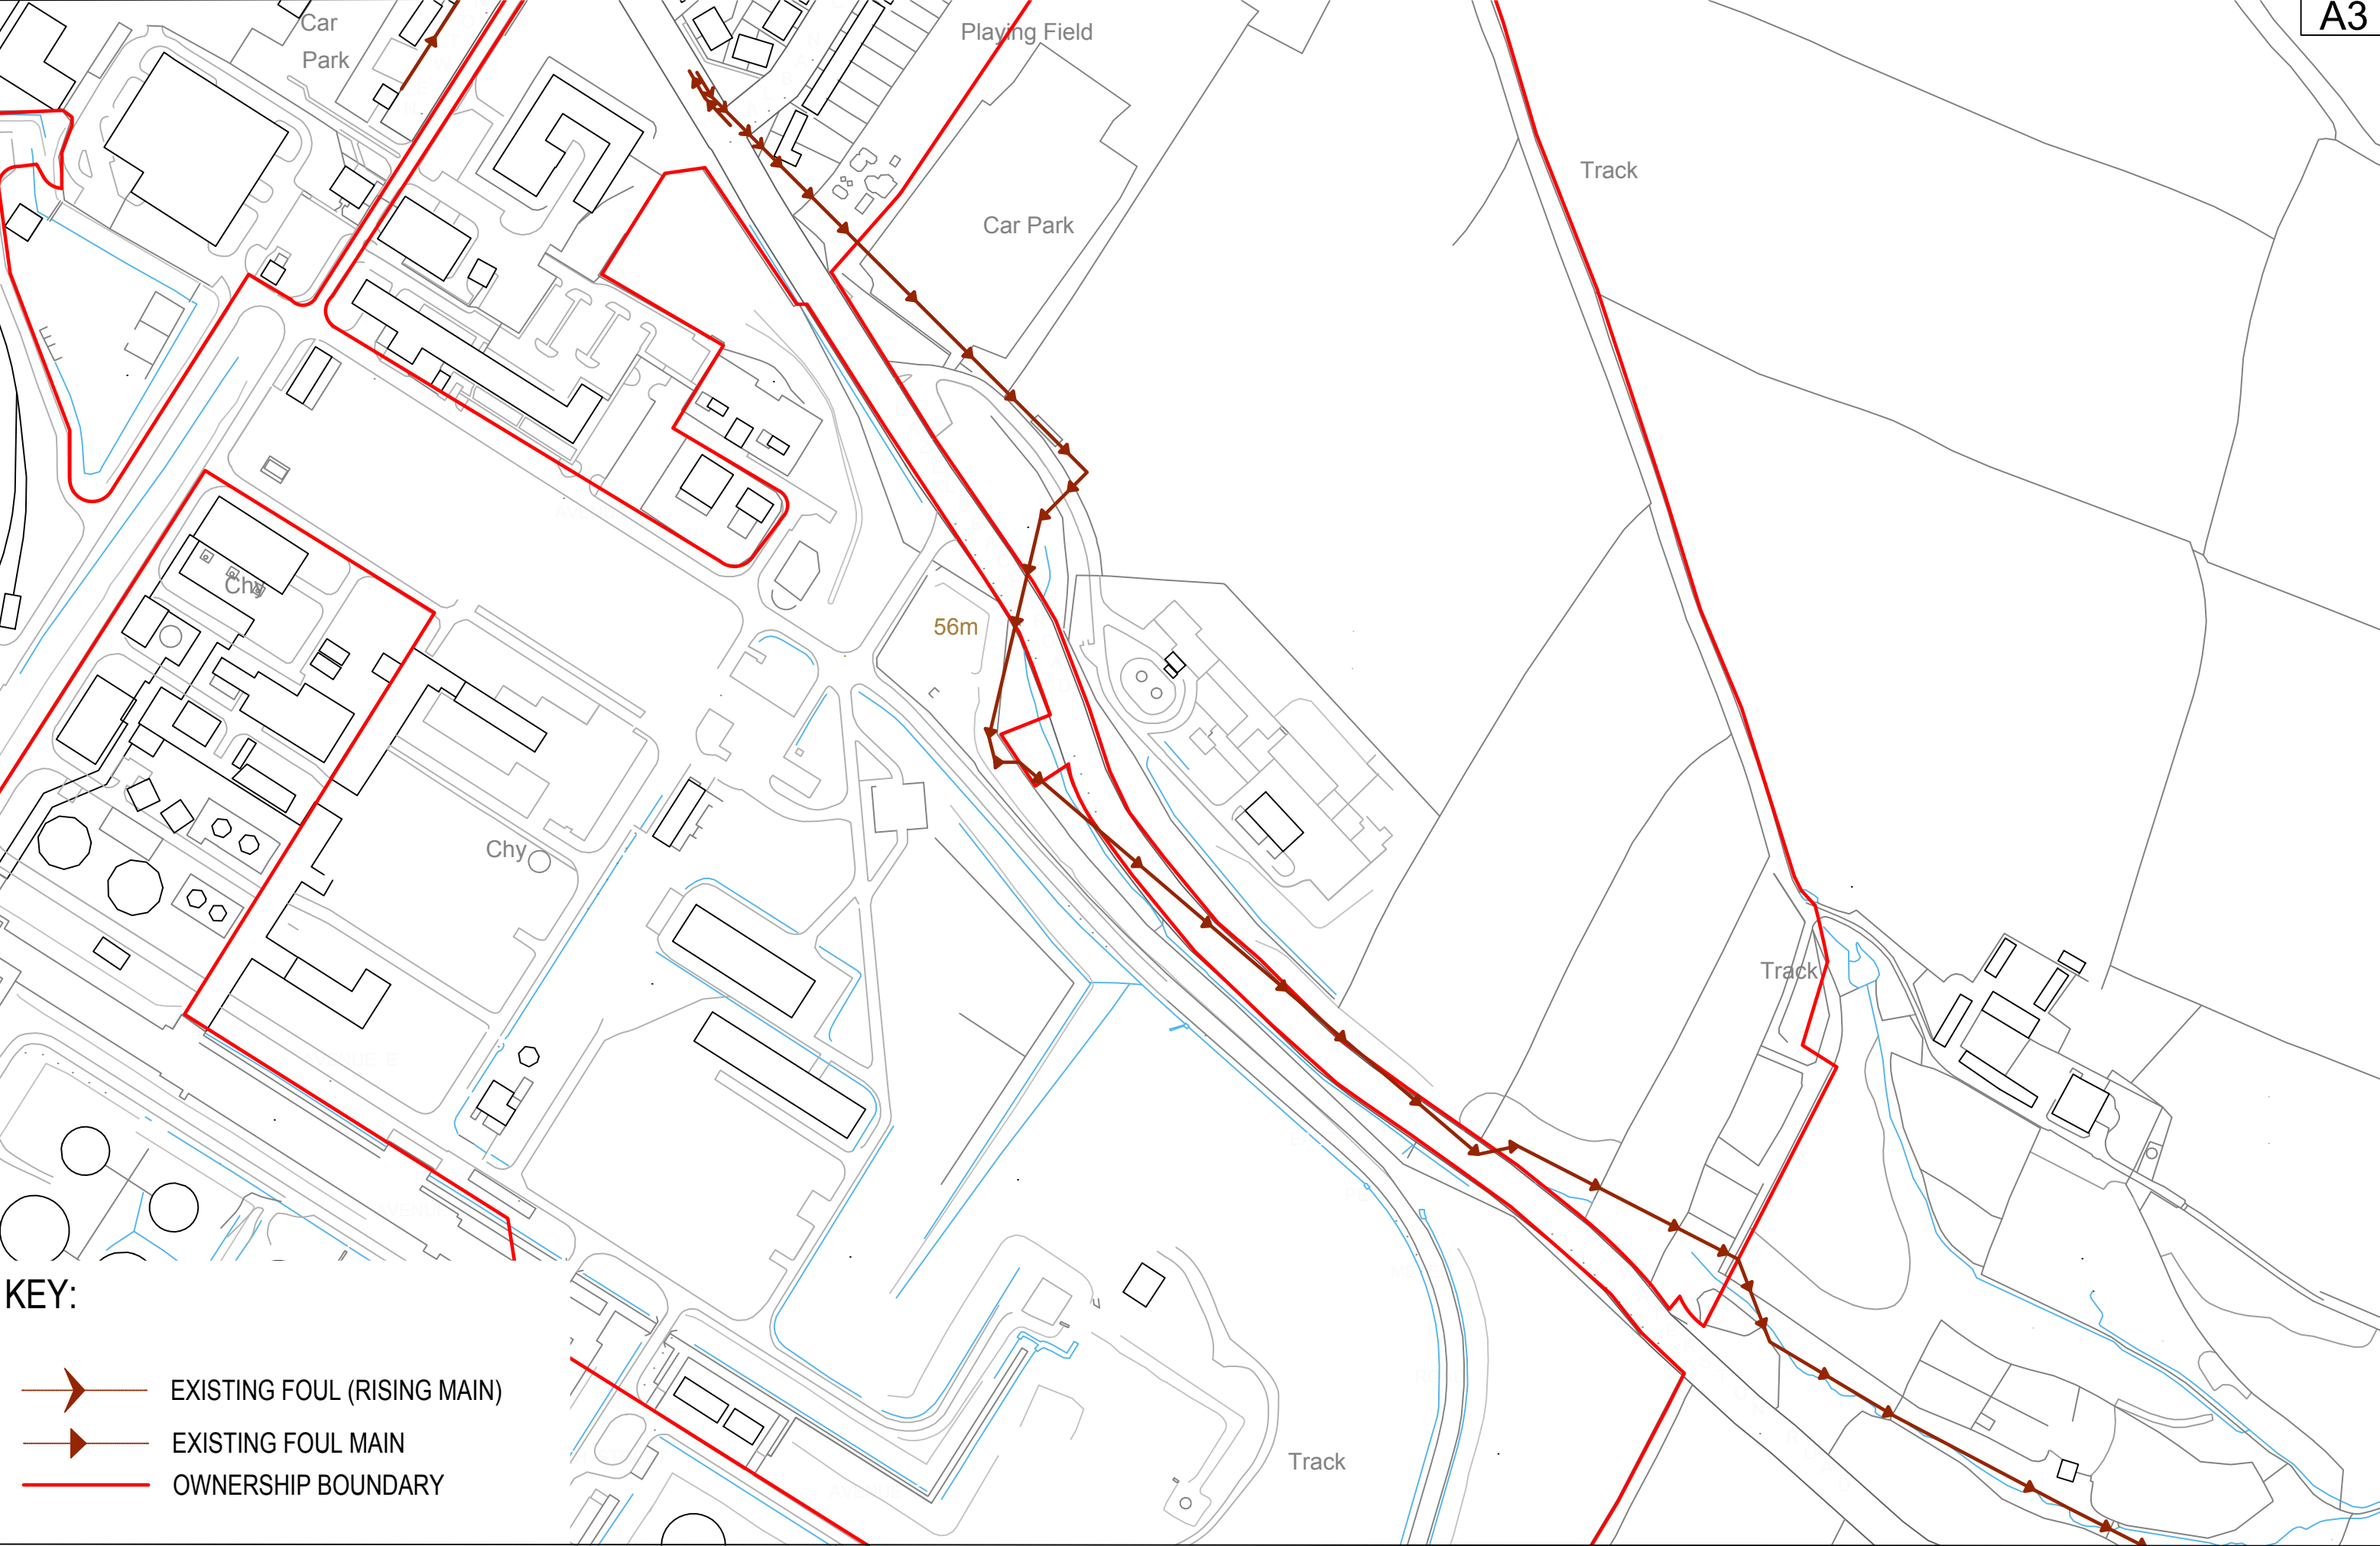 A3
Car
Park
Playing Field
Track
Car Park
Chy
56m
Chy
Track
Track
KEY:
EXISTING FOUL (RISING MAIN)
EXISTING FOUL MAIN
OWNERSHIP BOUNDARY